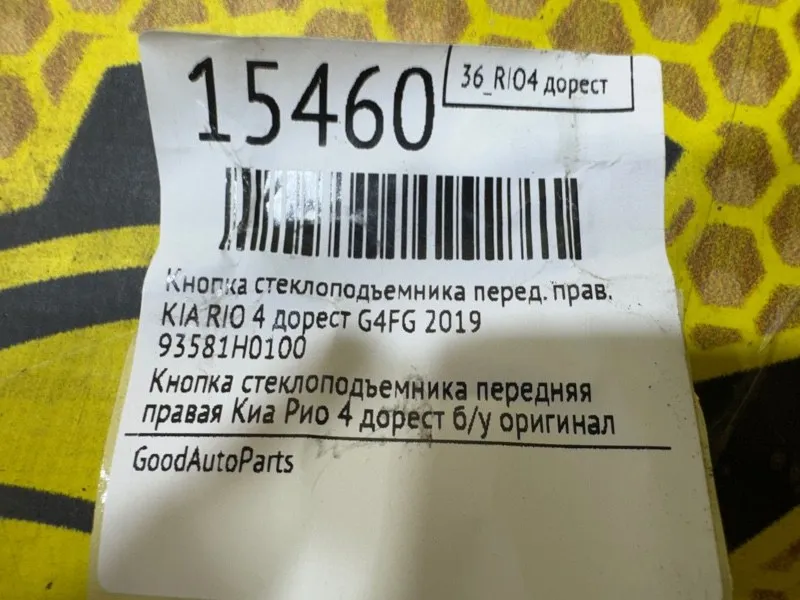 15460
36_RIO4 дорест
Кнопка стеклоподъемника перед. прав.
KIA RIO 4 дорест G4FG 2019
93581H0100
Кнопка стеклоподъемника передняя
правая Киа Рио 4 дорест б/у оригинал
GoodAutoParts